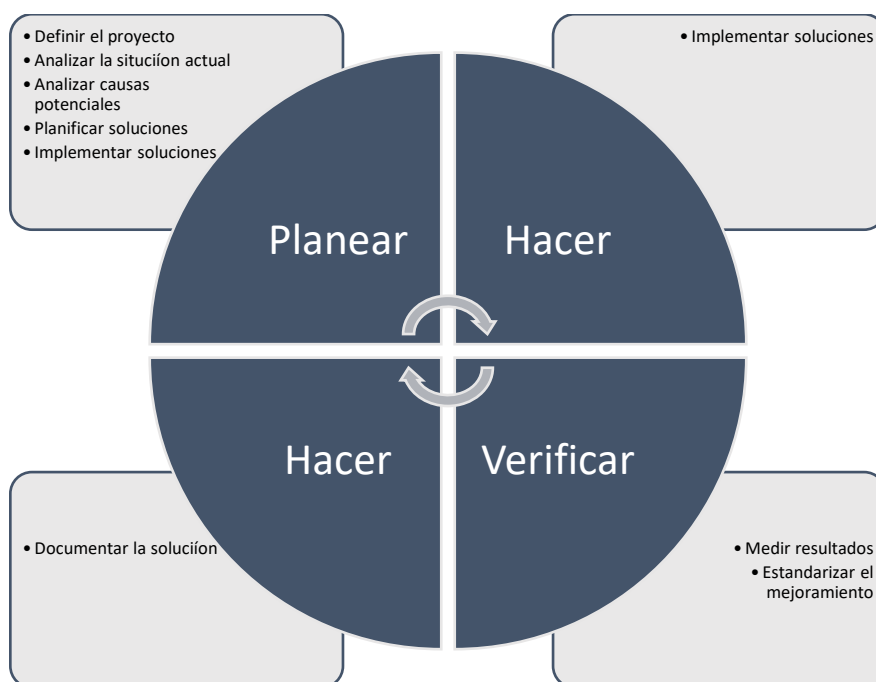 • Definir el proyecto
• Analizar la situciíon actual
• Analizar causas
potenciales
• Planificar soluciones
• Implementar soluciones
• Implementar soluciones
Planear
Hacer
Hacer
Verificar
• Documentar la soluciíon
• Medir resultados
• Estandarizar el
mejoramiento